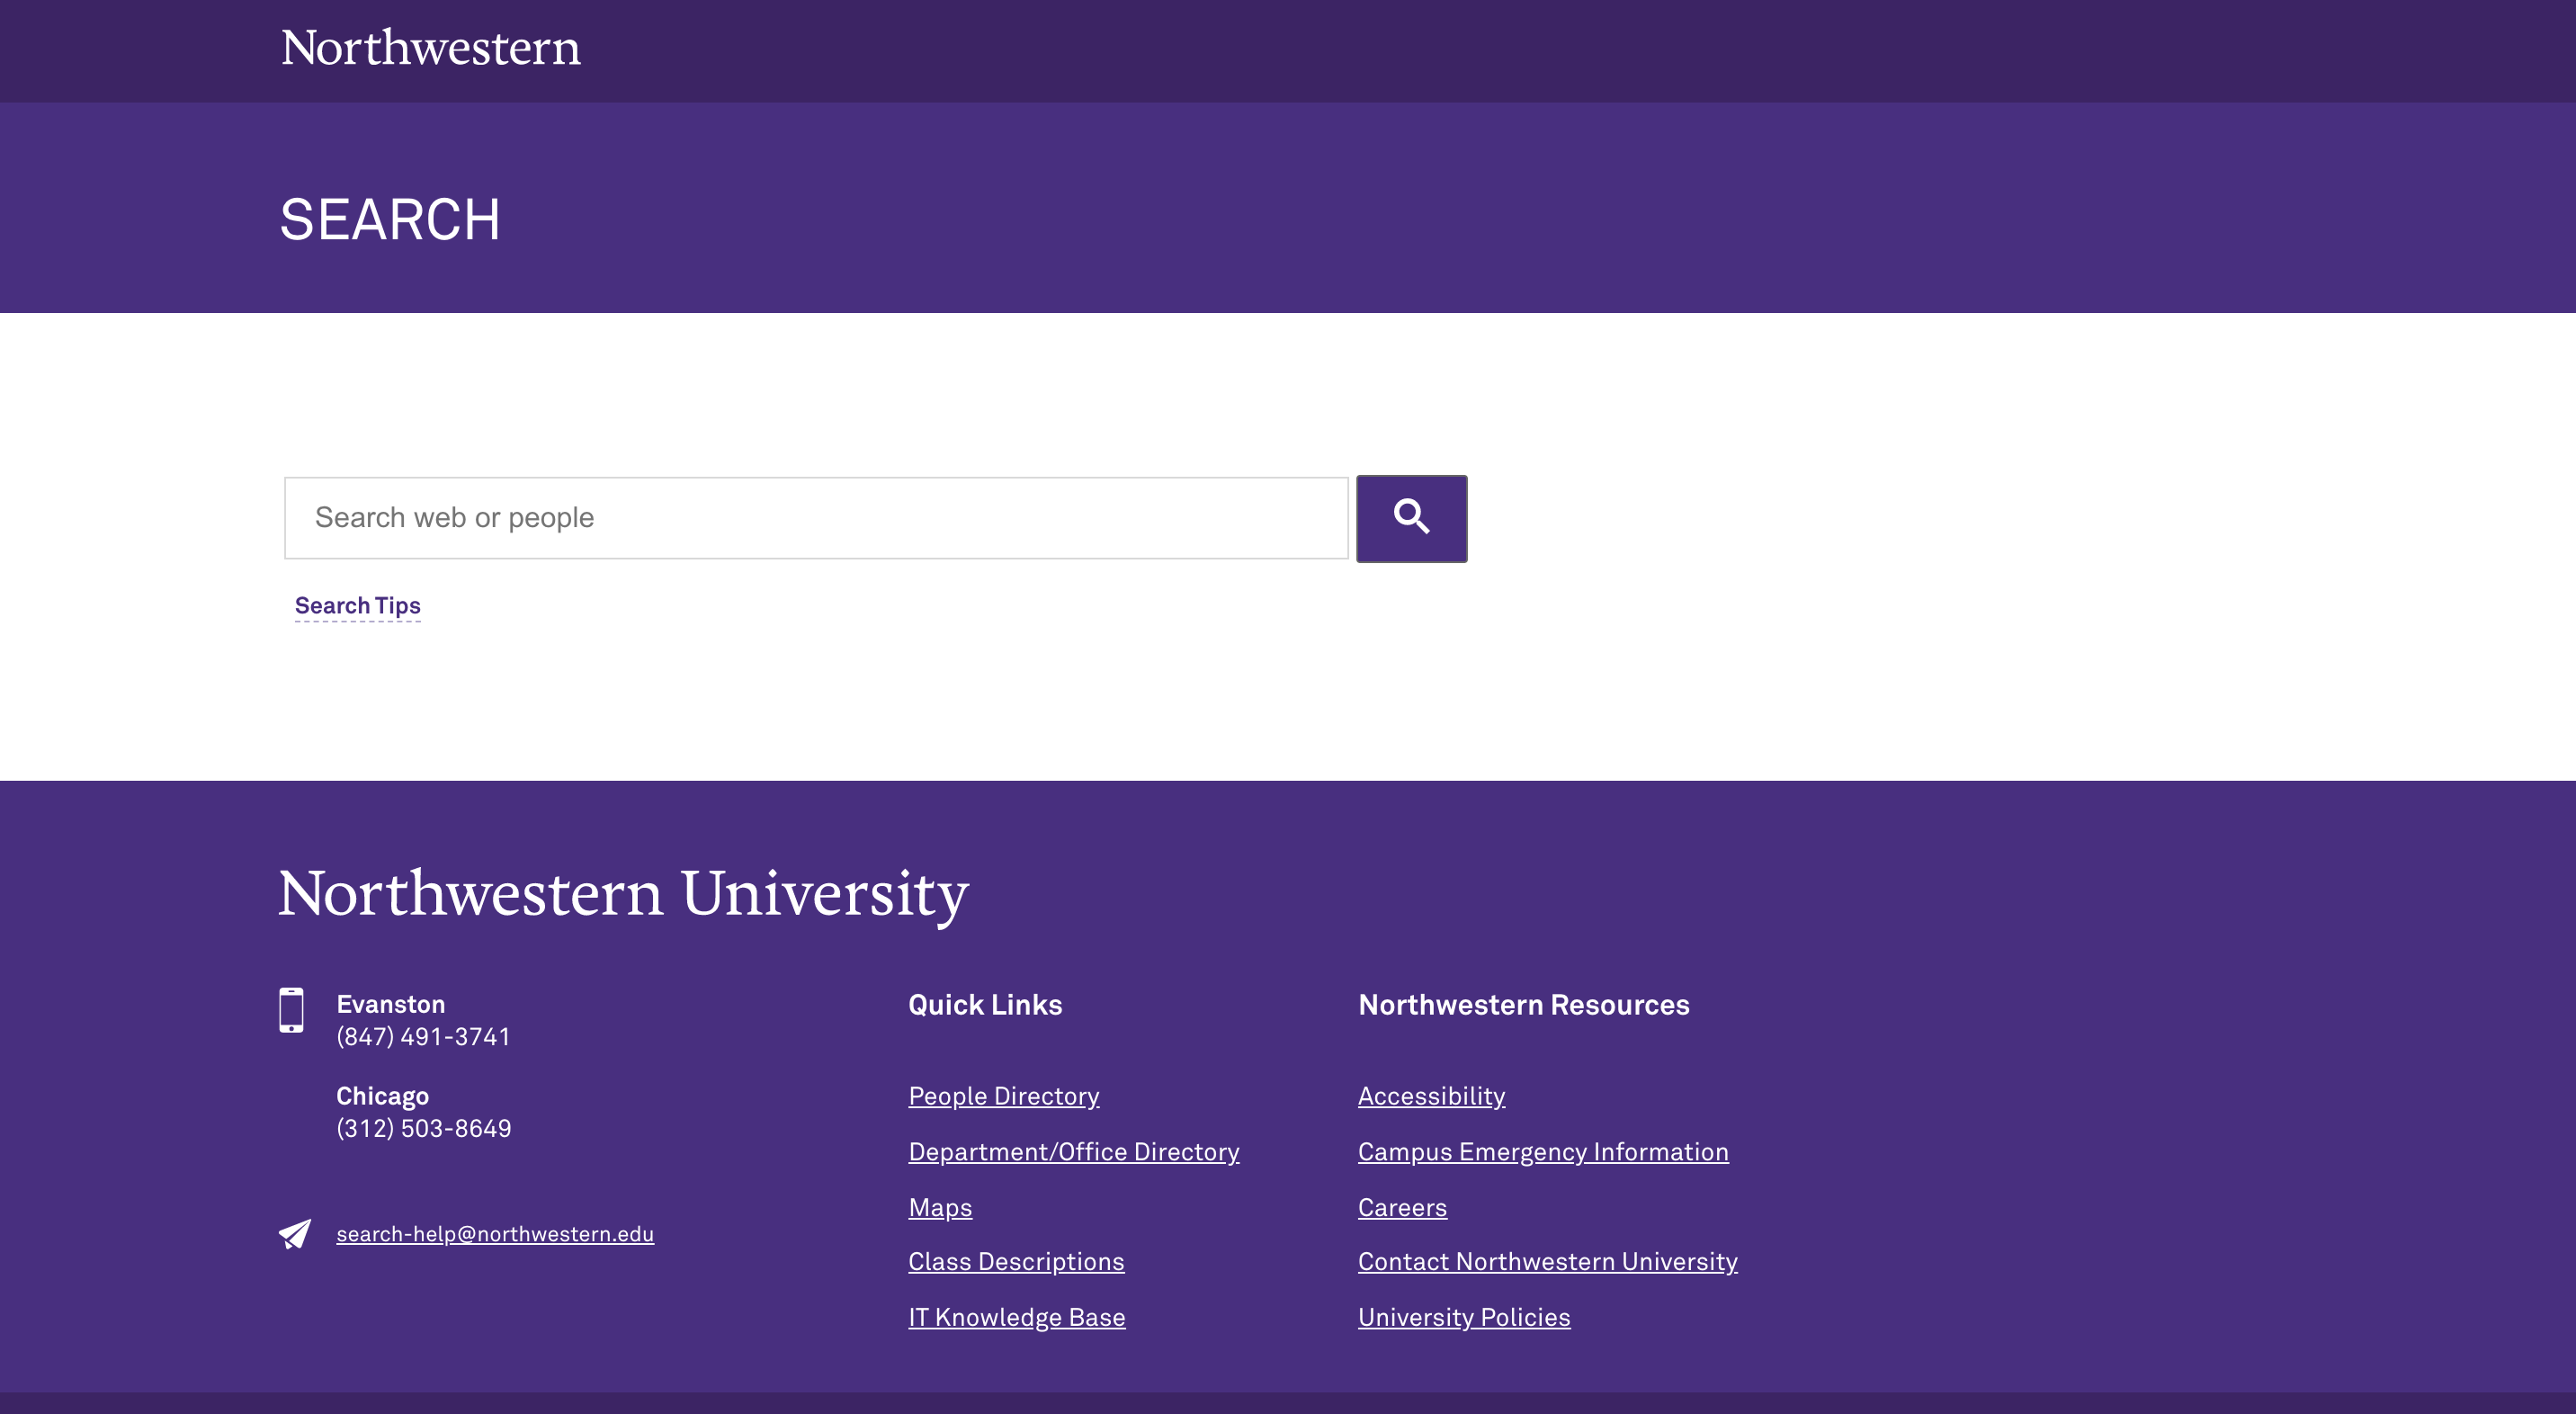 Northwestern
SEARCH
Search web or people
Search Tips
Northwestern University
Evanston
(847) 491-3741
Chicago
(312) 503-8649
search-help@northwestern.edu
Quick Links
People Directory
Department/Office Directory
Maps
Class Descriptions
IT Knowledge Base
Northwestern Resources
Accessibility
Campus Emergency Information
Careers
Contact Northwestern University
University Policies